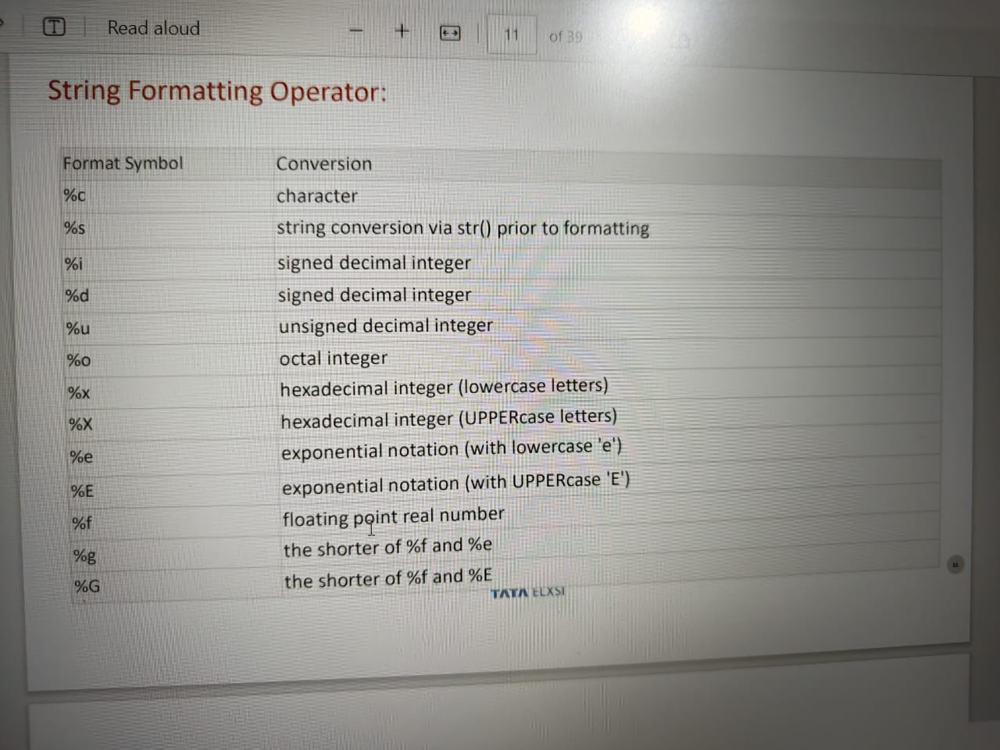 Read aloud
11 of 39
String Formatting Operator:
Format Symbol Conversion
%c character
%s string conversion via str() prior to formatting
%i signed decimal integer
%d signed decimal integer
%u unsigned decimal integer
%o octal integer
%x hexadecimal integer (lowercase letters)
%X hexadecimal integer (UPPERcase letters)
%e exponential notation (with lowercase 'e')
%E exponential notation (with UPPERcase 'E')
%f floating point real number
%g the shorter of %f and %e
%G the shorter of %f and %E
11
TATA ELXSI